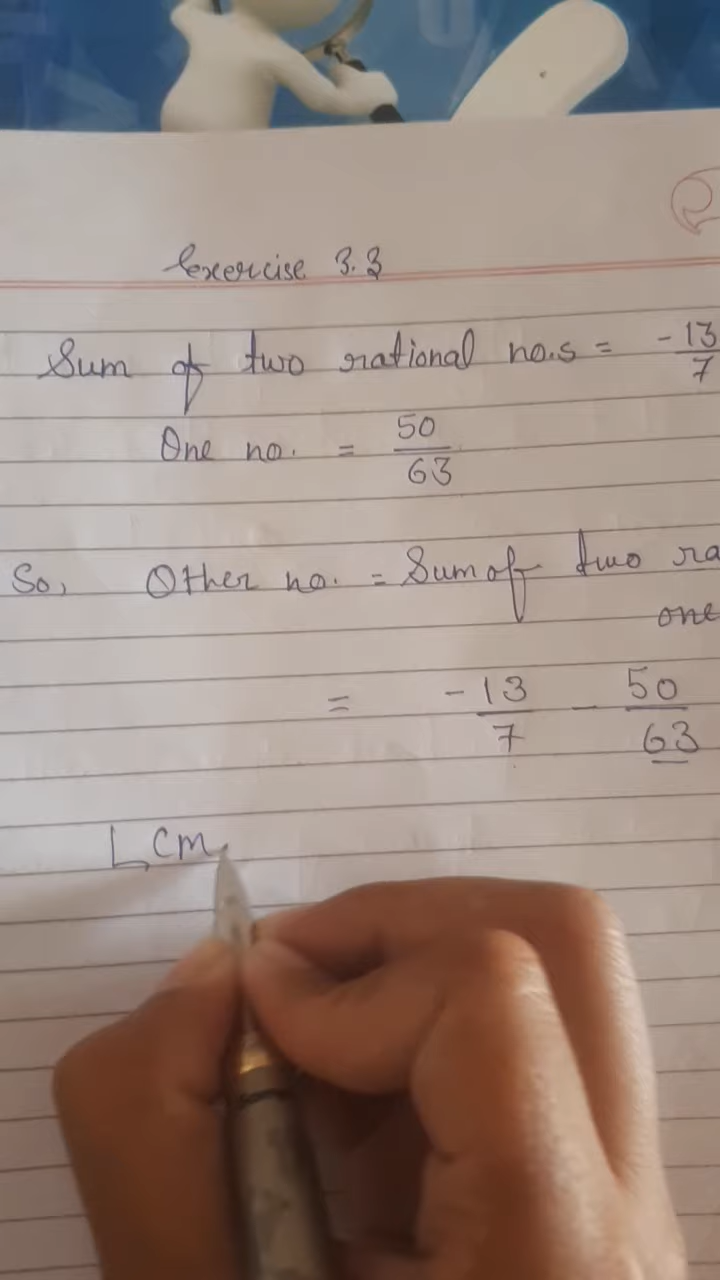 Exercise 3.3
Sum of two rational no.s = -13/7
One no. = 50/63
So, Other no. = Sum of two ra
one
= -13/7 - 50/63
LCM